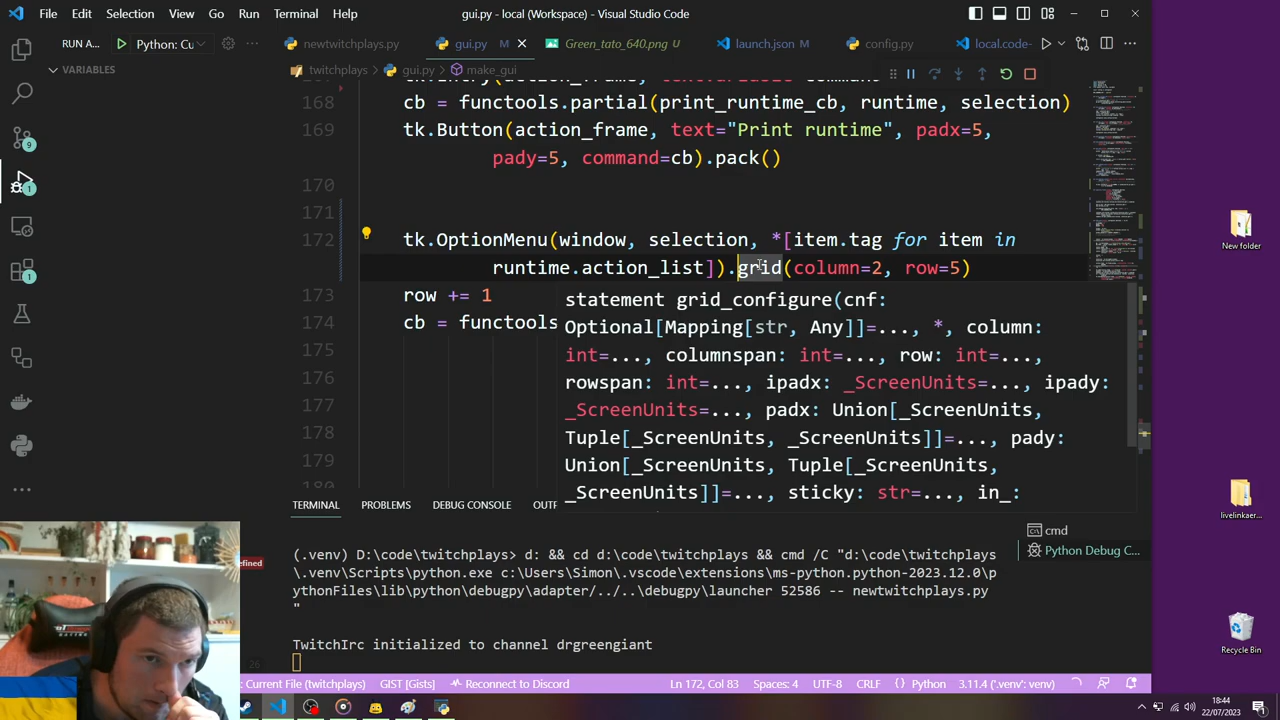 File Edit Selection View Go Run Terminal Help gui.py - local (Workspace) - Visual Studio Code
RUN A... Python: Cu newtwitchplays.py gui.py M Green_tato_640.png U launch.json M config.py local.code-
VARIABLES
twitchplays > gui.py > make_gui
168 cb = functools.partial(print_runtime_cb, runtime, selection)
169 tk.Button(action_frame, text="Print runtime", padx=5,
pady=5, command=cb).pack()
170
171
172 tk.OptionMenu(window, selection, *[item.tag for item in
runtime.action_list]).grid(column=2, row=5)
173 row += 1
174 cb = functools
175
176
177
178
179
180
statement grid_configure(cnf:
Optional[Mapping[str, Any]]=..., *, column:
int=..., columnspan: int=..., row: int=...,
rowspan: int=..., ipadx: _ScreenUnits=..., ipady:
_ScreenUnits=..., padx: Union[_ScreenUnits,
Tuple[_ScreenUnits, _ScreenUnits]]=..., pady:
Union[_ScreenUnits, Tuple[_ScreenUnits,
_ScreenUnits]]=..., sticky: str=..., in_:
TERMINAL PROBLEMS DEBUG CONSOLE
cmd
Python Debug C...
(.venv) D:\code\twitchplays> d: && cd d:\code\twitchplays && cmd /C "d:\code\twitchplays
\.venv\Scripts\python.exe c:\Users\Simon\.vscode\extensions\ms-python.python-2023.12.0\p
ythonFiles\lib\python\debugpy\adapter/../..\debugpy\launcher 52586 -- newtwitchplays.py
"
TwitchIrc initialized to channel drgreengiant
: Current File (twitchplays) GIST [Gists] Reconnect to Discord Ln 172, Col 83 Spaces: 4 UTF-8 CRLF Python 3.11.4 ('.venv': venv)
New folder
livelinkaer...
Recycle Bin
18:44
22/07/2023
9
1
1
26